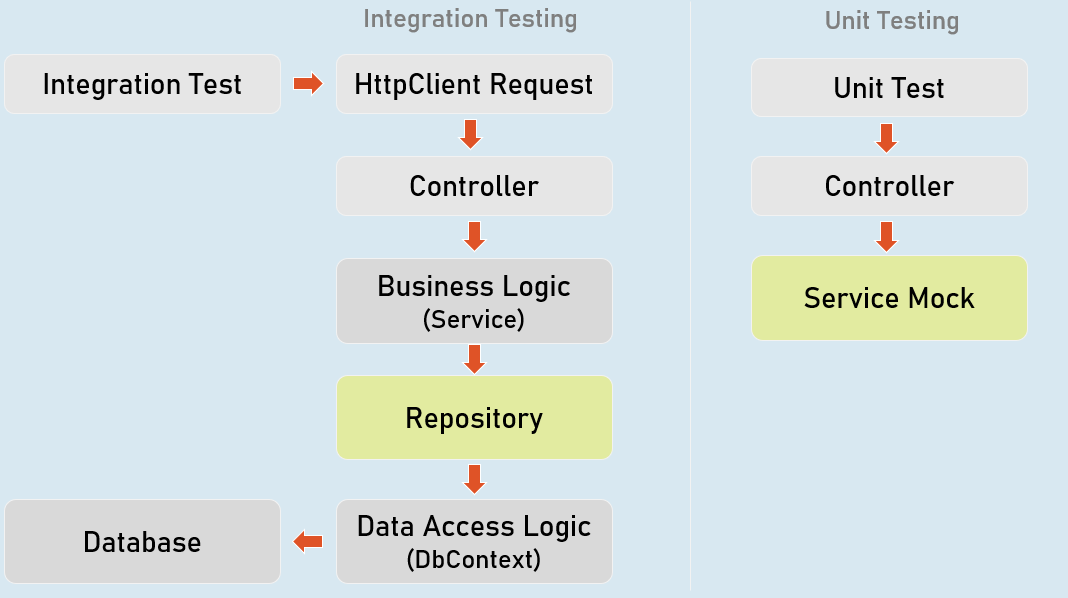 Integration Testing
Integration Test
HttpClient Request
Controller
Business Logic
(Service)
Repository
Data Access Logic
(DbContext)
Database
Unit Testing
Unit Test
Controller
Service Mock